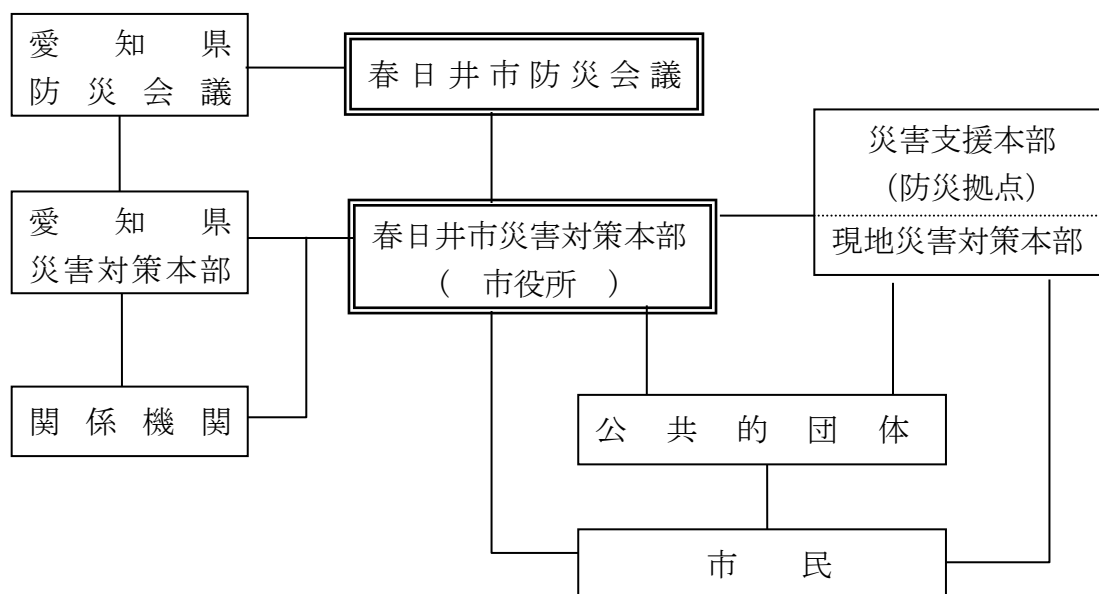 愛知県
防災会議
春日井市防災会議
災害支援本部
(防災拠点)
現地災害対策本部
愛知県
災害対策本部
春日井市災害対策本部
( 市役所 )
関係機関
公共的団体
市民